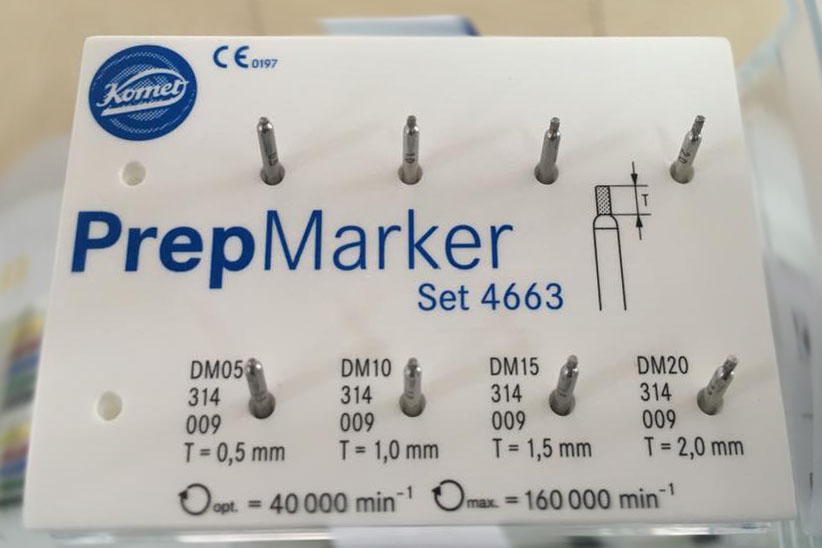 Komet
CE 0197
PrepMarker
Set 4663
T
DM05
314
009
T = 0,5 mm
DM10
314
009
T = 1,0 mm
DM15
314
009
T = 1,5 mm
DM20
314
009
T = 2,0 mm
opt. = 40 000 min⁻¹ max. = 160 000 min⁻¹